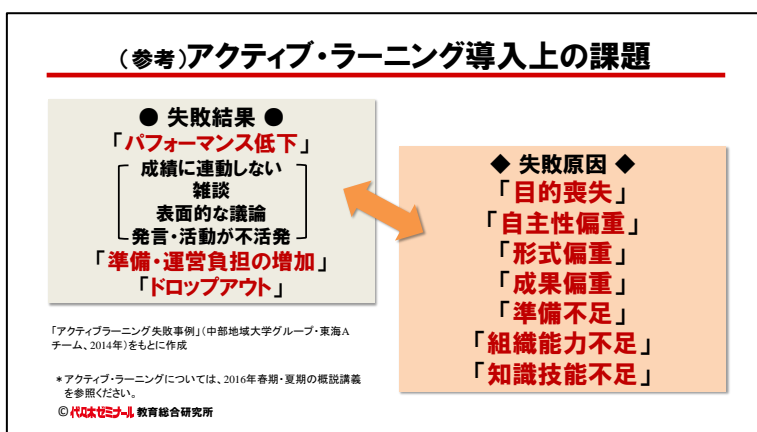 （参考）アクティブ・ラーニング導入上の課題
● 失敗結果 ●
「パフォーマンス低下」
成績に連動しない
雑談
表面的な議論
発言・活動が不活発
「準備・運営負担の増加」
「ドロップアウト」
「アクティブラーニング失敗事例」（中部地域大学グループ・東海A
チーム、2014年）をもとに作成
＊アクティブ・ラーニングについては、2016年春期・夏期の概説講義
を参照ください。
© 代々木ゼミナール 教育総合研究所
◆ 失敗原因 ◆
「目的喪失」
「自主性偏重」
「形式偏重」
「成果偏重」
「準備不足」
「組織能力不足」
「知識技能不足」